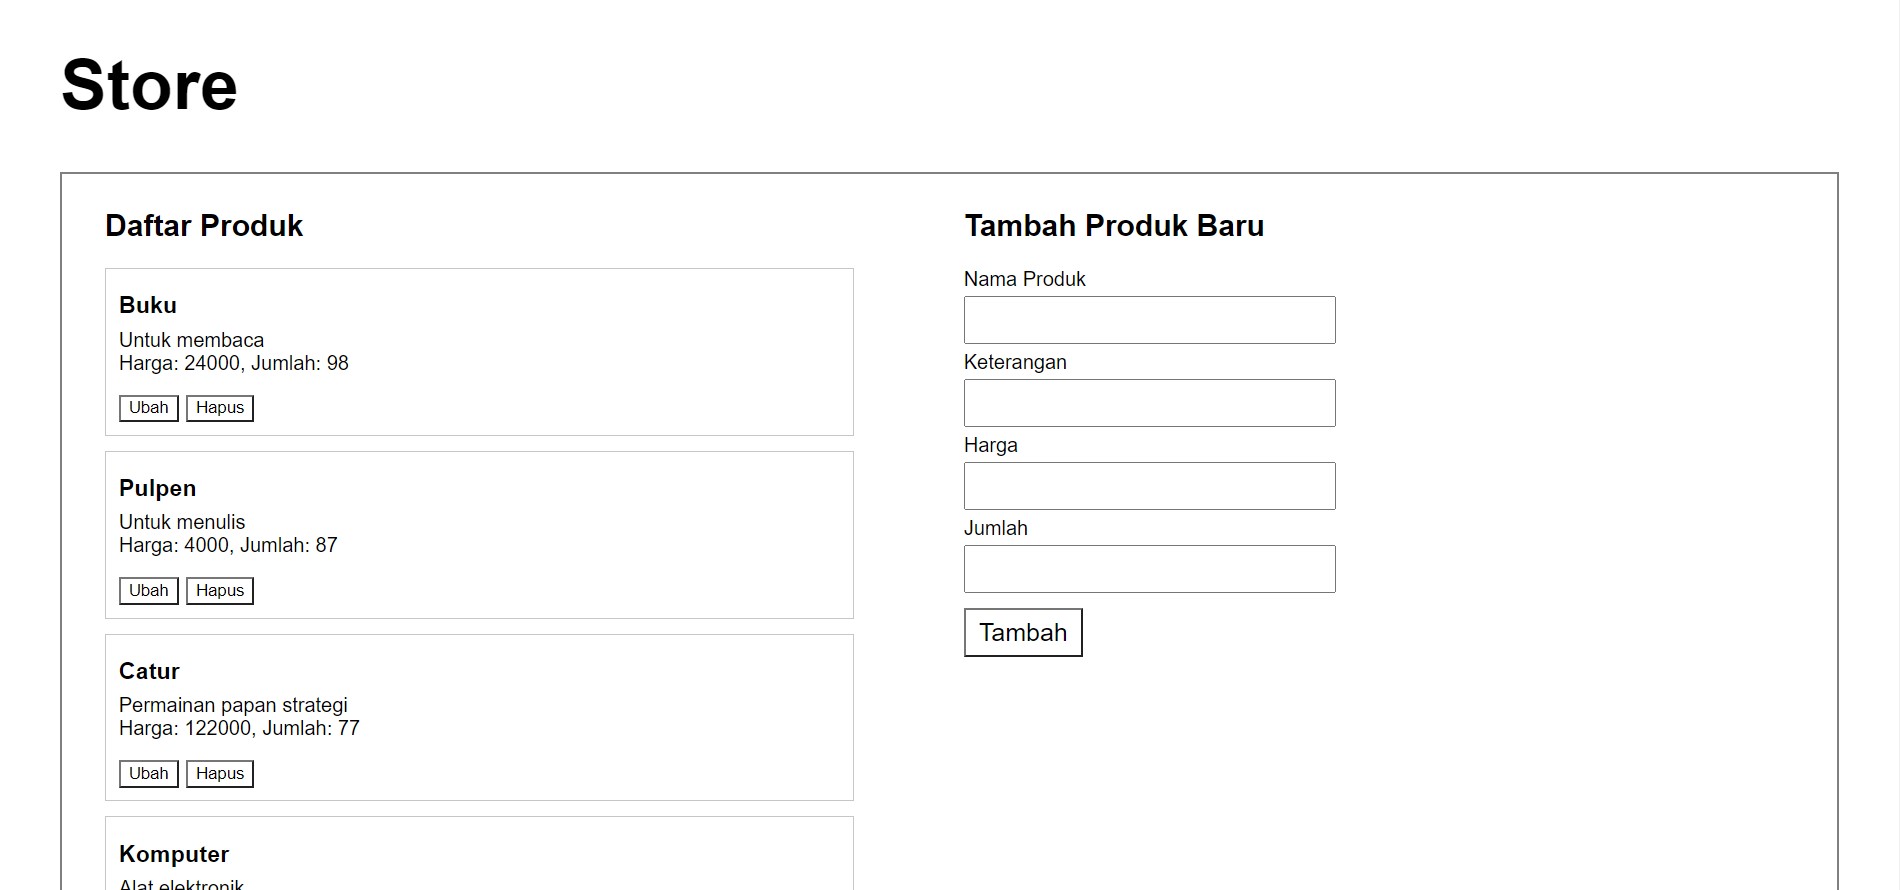 Store
Daftar Produk
Buku
Untuk membaca
Harga: 24000, Jumlah: 98
Ubah Hapus
Pulpen
Untuk menulis
Harga: 4000, Jumlah: 87
Ubah Hapus
Catur
Permainan papan strategi
Harga: 122000, Jumlah: 77
Ubah Hapus
Komputer
Alat elektronik
Tambah Produk Baru
Nama Produk
Keterangan
Harga
Jumlah
Tambah